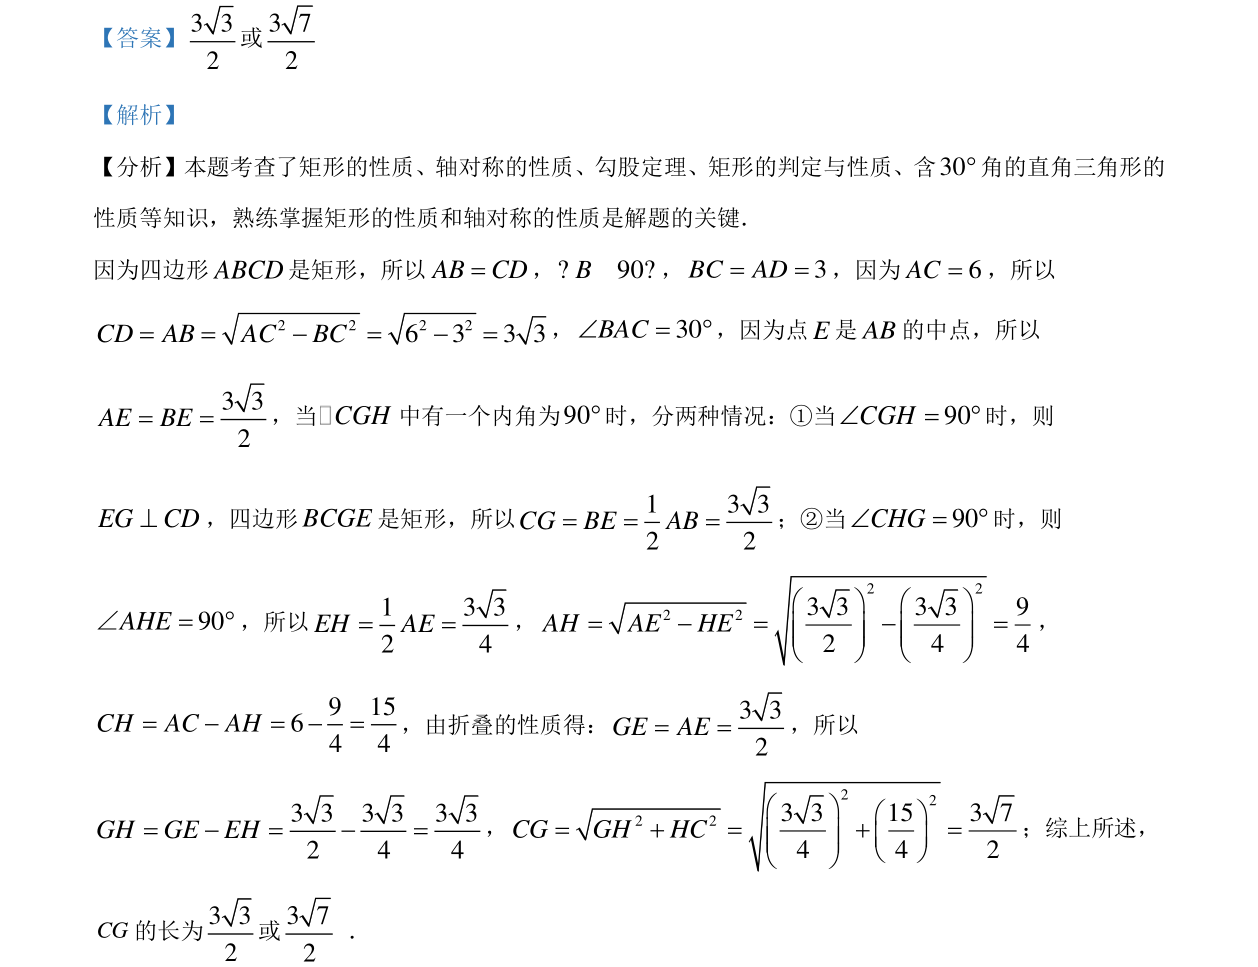 【答案】3√3/2 或 3√7/2
【解析】
【分析】本题考查了矩形的性质、轴对称的性质、勾股定理、矩形的判定与性质、含30°角的直角三角形的
性质等知识，熟练掌握矩形的性质和轴对称的性质是解题的关键．
因为四边形ABCD是矩形，所以AB=CD，?B 90?，BC=AD=3，因为AC=6，所以
CD=AB=√(AC²−BC²)=√(6²−3²)=3√3，∠BAC=30°，因为点E是AB的中点，所以
AE=BE=3√3/2，当□CGH中有一个内角为90°时，分两种情况：①当∠CGH=90°时，则
EG⊥CD，四边形BCGE是矩形，所以CG=BE=1/2 AB=3√3/2；②当∠CHG=90°时，则
∠AHE=90°，所以EH=1/2 AE=3√3/4，AH=√(AE²−HE²)=√((3√3/2)²−(3√3/4)²)=9/4，
CH=AC−AH=6−9/4=15/4，由折叠的性质得：GE=AE=3√3/2，所以
GH=GE−EH=3√3/2−3√3/4=3√3/4，CG=√(GH²+HC²)=√((3√3/4)²+(15/4)²)=3√7/2；综上所述，
CG的长为3√3/2或3√7/2．